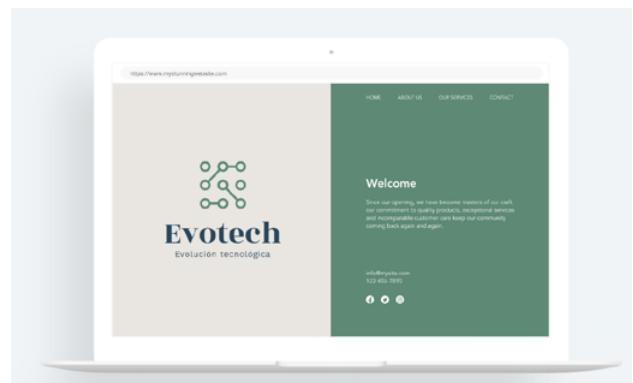 https://www.mystunningwebsite.com
HOME ABOUT US OUR SERVICES CONTACT
Evotech
Evolución tecnológica
Welcome
Since our opening, we have become masters of our craft.
our commitment to quality products, exceptional services
and incomparable customer care keep our community
coming back again and again.
info@mysite.com
123-456-7890